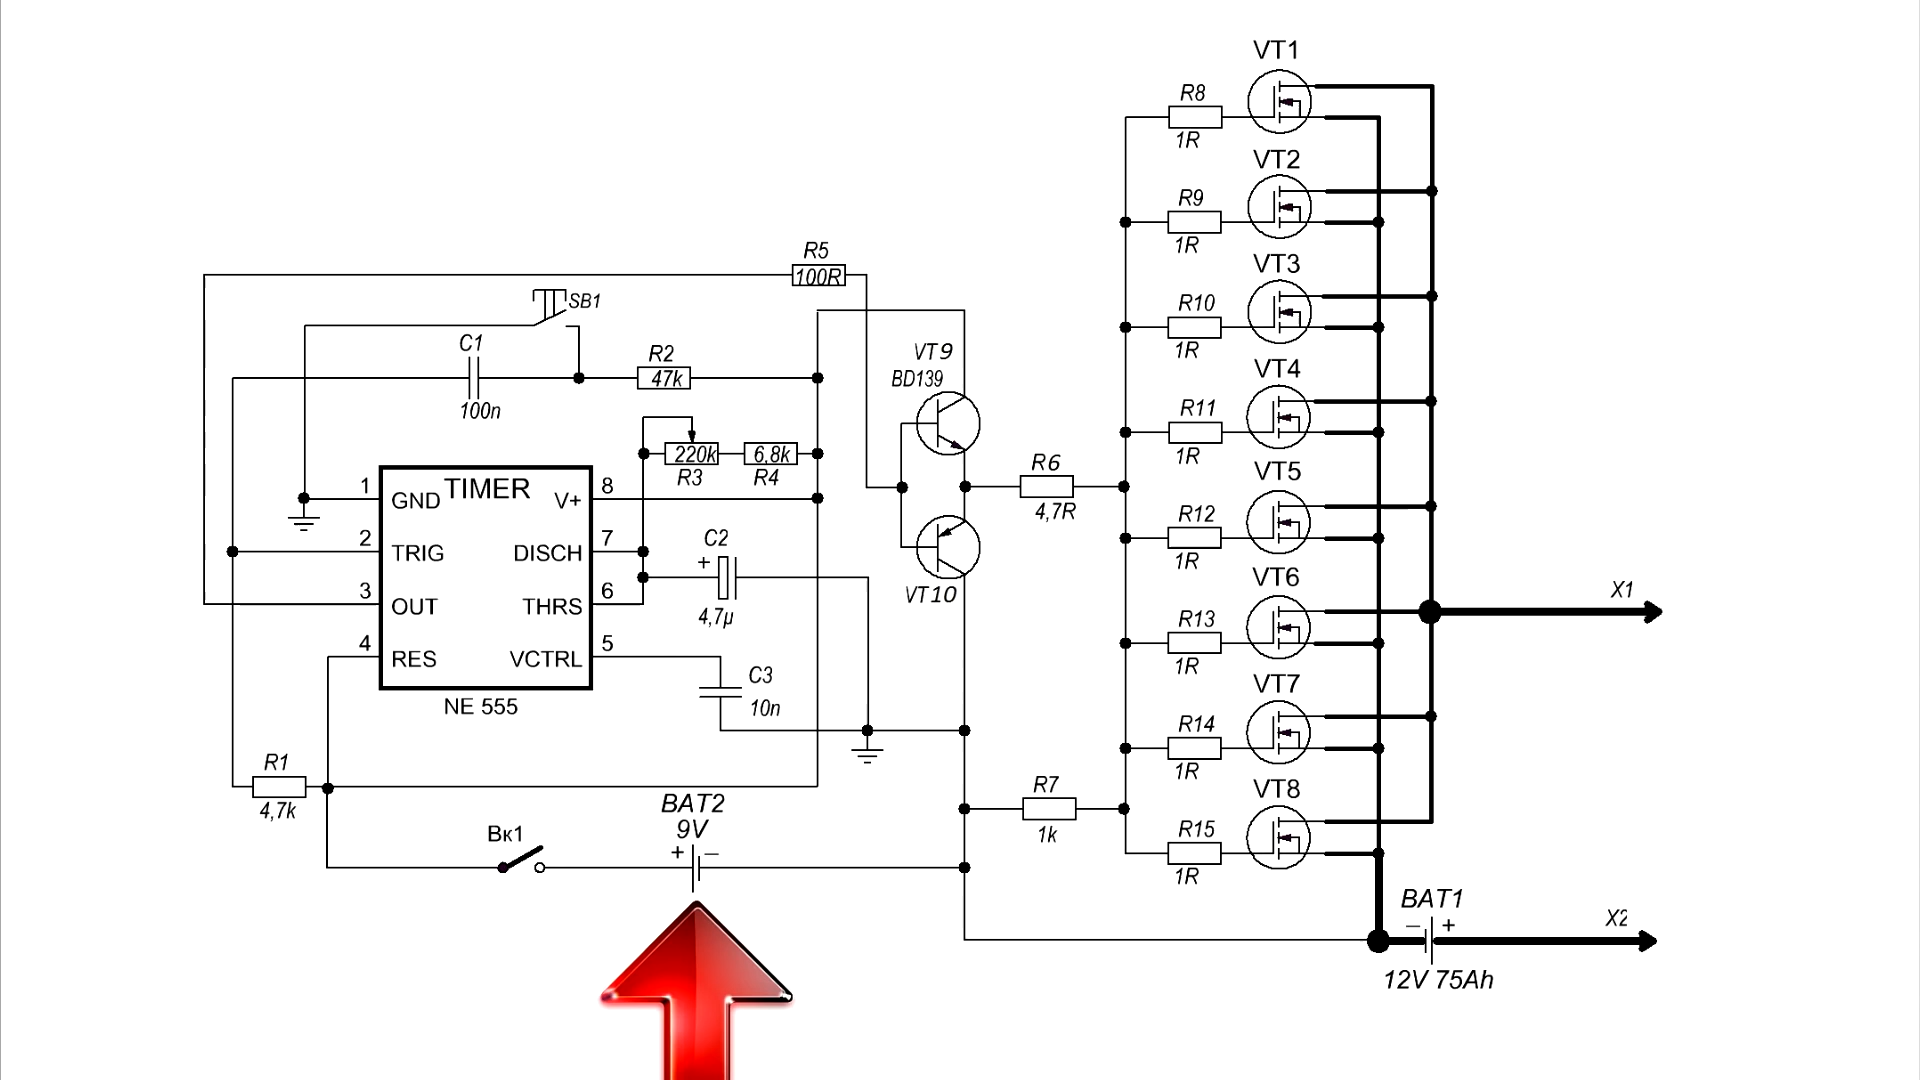 VT1
R8
1R
VT2
R9
1R
VT3
R10
1R
VT4
R11
1R
VT5
R12
1R
VT6
R13
1R
VT7
R14
1R
VT8
R15
1R
R5
100R
SB1
C1
100n
R2
47k
220k
R3
6,8k
R4
VT9
BD139
VT10
R6
4,7R
TIMER
1 GND
V+ 8
2 TRIG
DISCH 7
3 OUT
THRS 6
4 RES
VCTRL 5
NE 555
C2
+
4,7μ
C3
10n
R1
4,7k
Вк1
BAT2
9V
+ –
R7
1k
X1
BAT1
– +
X2
12V 75Ah